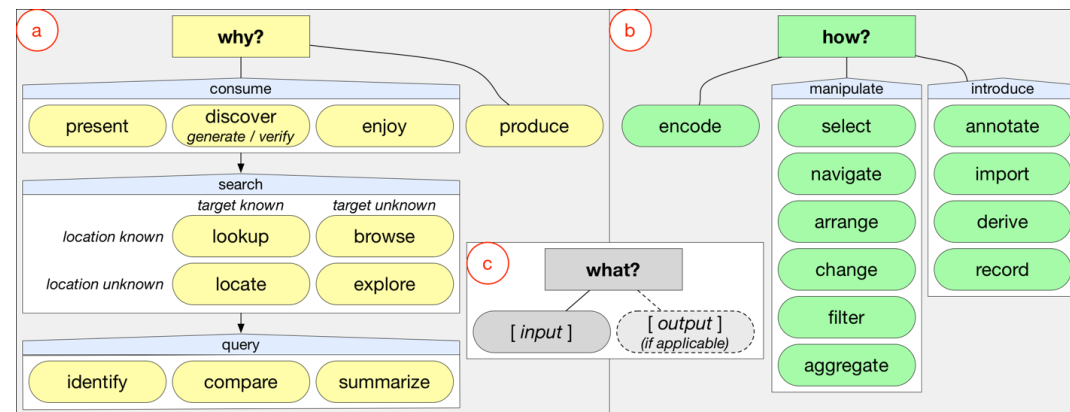 a
why?
consume
present
discover
generate / verify
enjoy
produce
search
target known
target unknown
location known
lookup
browse
location unknown
locate
explore
query
identify
compare
summarize
b
how?
encode
manipulate
select
navigate
arrange
change
filter
aggregate
introduce
annotate
import
derive
record
c
what?
[ input ]
[ output ]
(if applicable)